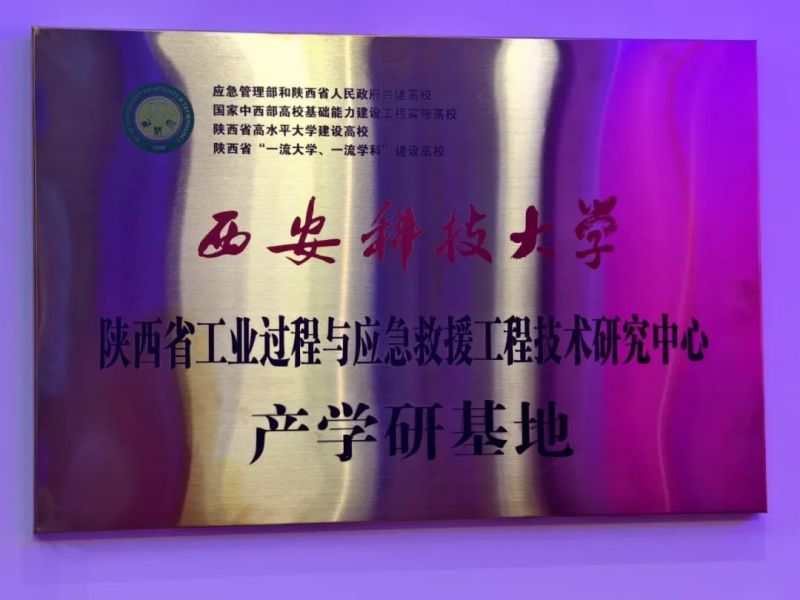 应急管理部和陕西省人民政府共建高校
国家中西部高校基础能力建设工程实施高校
陕西省高水平大学建设高校
陕西省“一流大学、一流学科”建设高校
西安科技大学
陕西省工业过程与应急救援工程技术研究中心
产学研基地